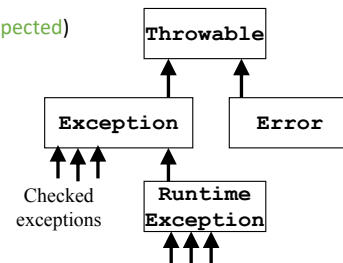 pected)
Throwable
Exception
Error
Checked
exceptions
Runtime
Exception